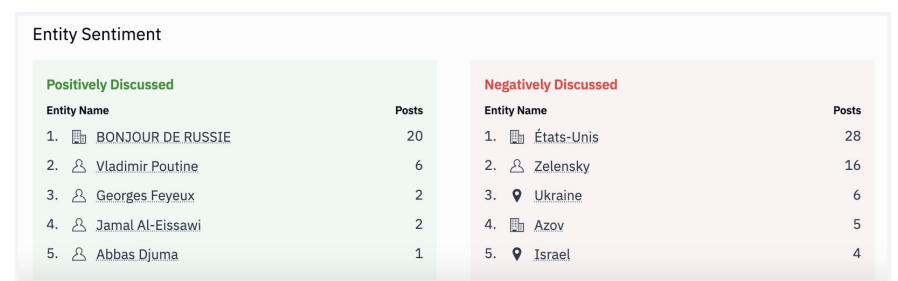 Entity Sentiment
Positively Discussed
Entity Name Posts
1. BONJOUR DE RUSSIE 20
2. Vladimir Poutine 6
3. Georges Feyeux 2
4. Jamal Al-Eissawi 2
5. Abbas Djuma 1
Negatively Discussed
Entity Name Posts
1. États-Unis 28
2. Zelensky 16
3. Ukraine 6
4. Azov 5
5. Israel 4